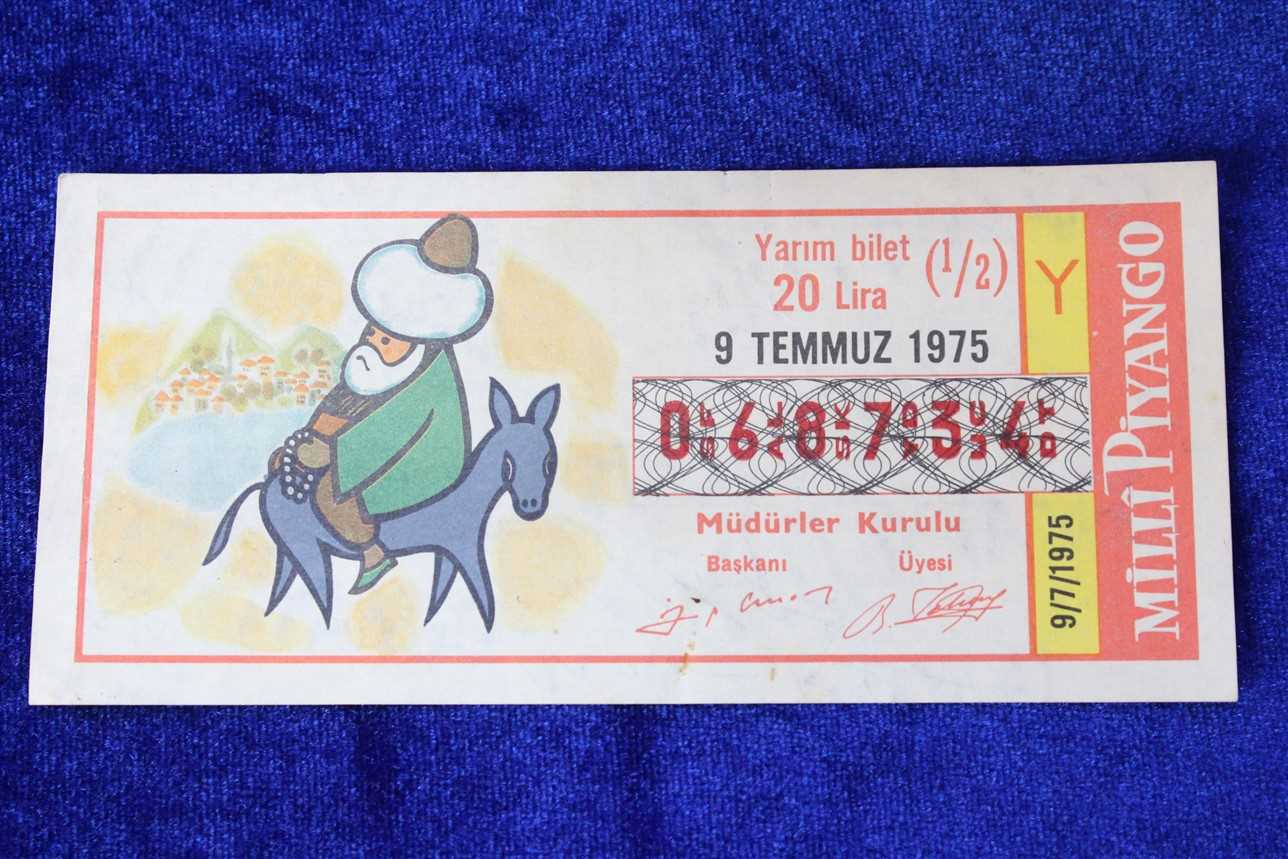 Yarım bilet (1/2)
20 Lira
9 TEMMUZ 1975
0 6 8 7 3 4
Müdürler Kurulu
Başkanı Üyesi
Y
9/7/1975
MİLLÎ PİYANGO